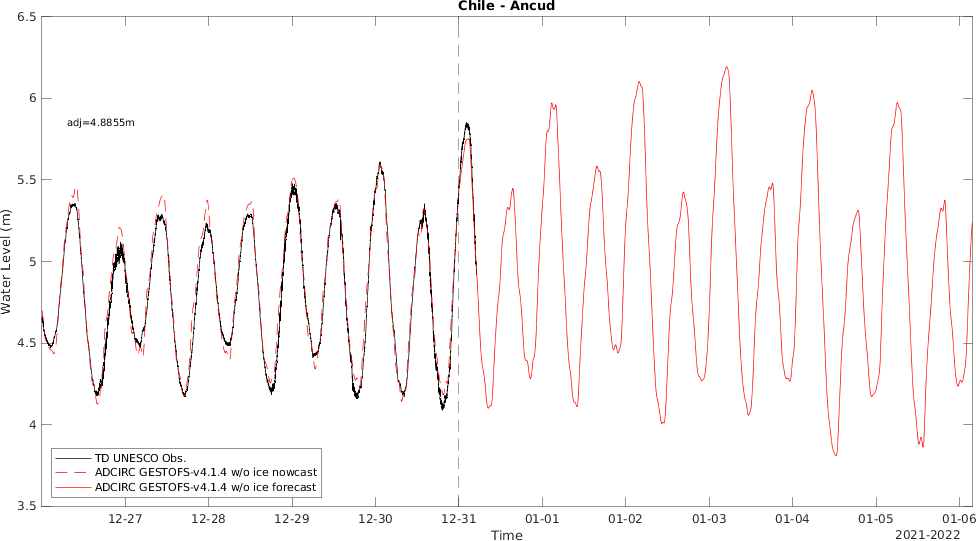 Chile - Ancud
6.5
6
5.5
5
4.5
4
3.5
Water Level (m)
adj=4.8855m
TD UNESCO Obs.
ADCIRC GESTOFS-v4.1.4 w/o ice nowcast
ADCIRC GESTOFS-v4.1.4 w/o ice forecast
12-27 12-28 12-29 12-30 12-31 01-01 01-02 01-03 01-04 01-05 01-06
Time
2021-2022